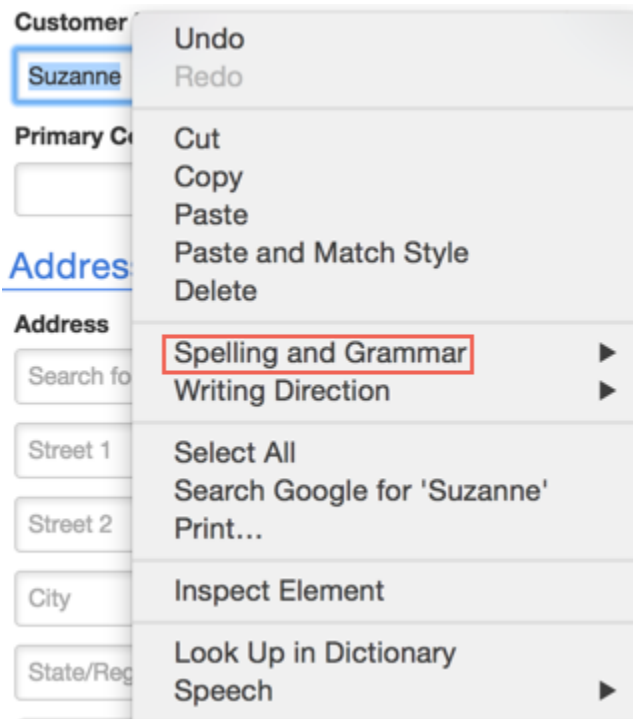 Customer
Suzanne
Primary Co
Address
Address
Search fo
Street 1
Street 2
City
State/Reg
Undo
Redo
Cut
Copy
Paste
Paste and Match Style
Delete
Spelling and Grammar
Writing Direction
Select All
Search Google for 'Suzanne'
Print...
Inspect Element
Look Up in Dictionary
Speech